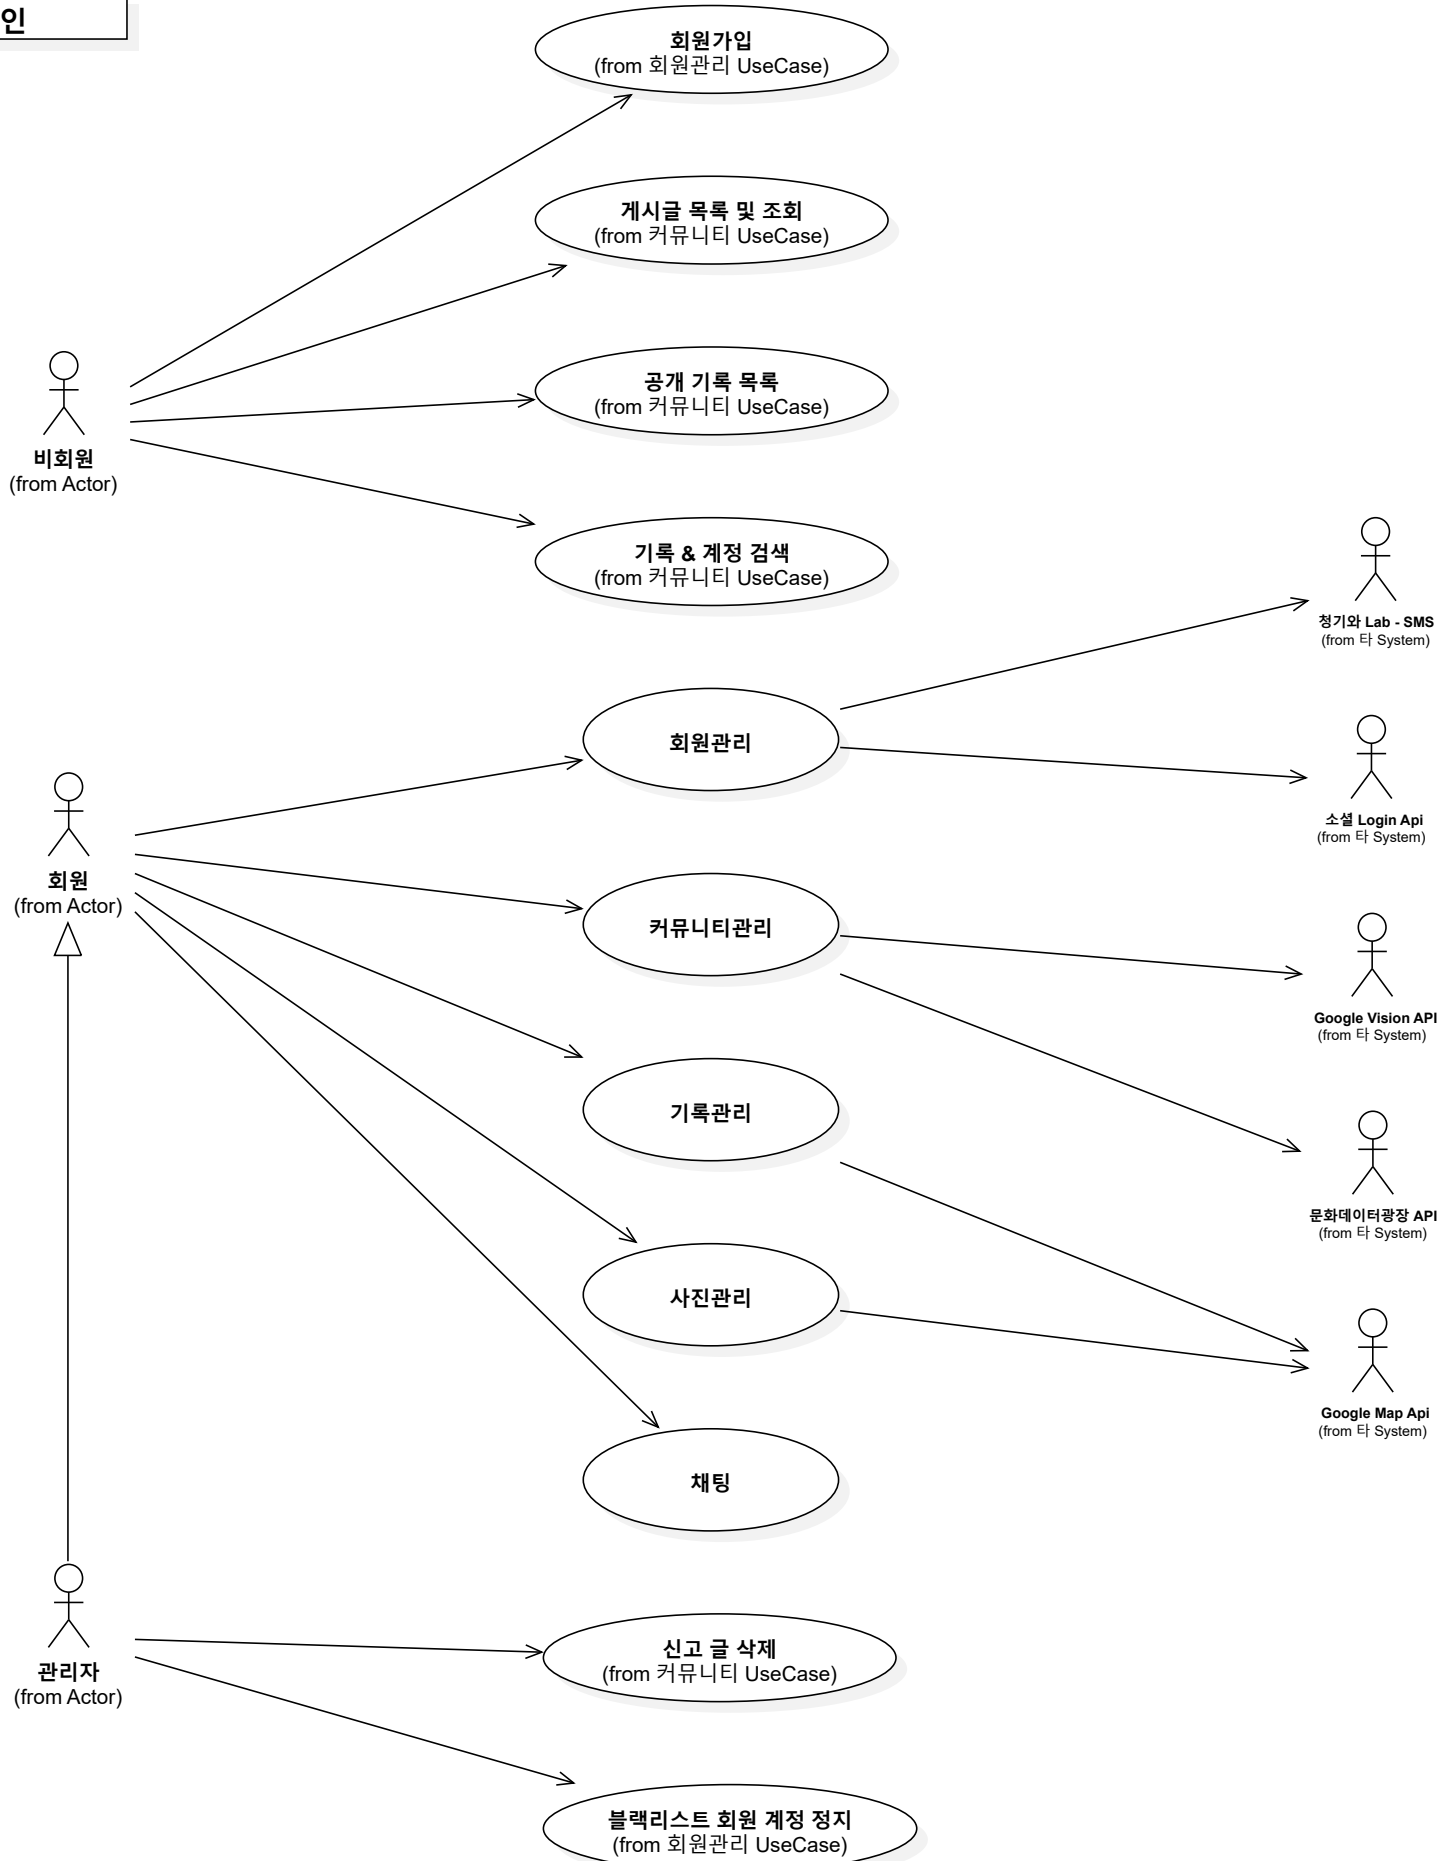 인
회원가입
(from 회원관리 UseCase)
게시글 목록 및 조회
(from 커뮤니티 UseCase)
공개 기록 목록
(from 커뮤니티 UseCase)
비회원
(from Actor)
기록 & 계정 검색
(from 커뮤니티 UseCase)
청기와 Lab - SMS
(from 타 System)
회원관리
소셜 Login Api
(from 타 System)
회원
(from Actor)
커뮤니티관리
Google Vision API
(from 타 System)
기록관리
문화데이터광장 API
(from 타 System)
사진관리
Google Map Api
(from 타 System)
채팅
신고 글 삭제
(from 커뮤니티 UseCase)
관리자
(from Actor)
블랙리스트 회원 계정 정지
(from 회원관리 UseCase)